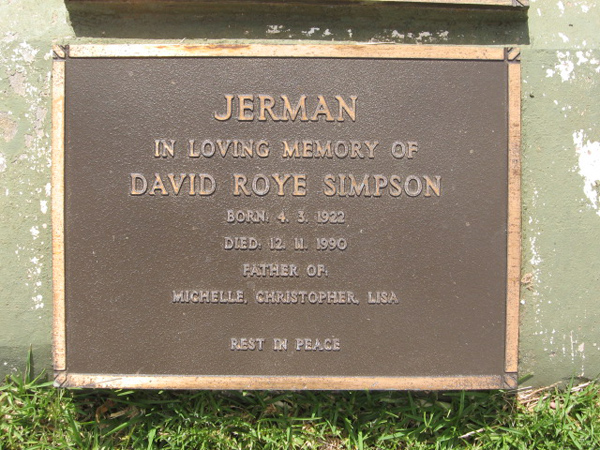 JERMAN
IN LOVING MEMORY OF
DAVID ROYE SIMPSON
BORN: 4. 3. 1922
DIED: 12. 11. 1990
FATHER OF:
MICHELLE, CHRISTOPHER, LISA
REST IN PEACE